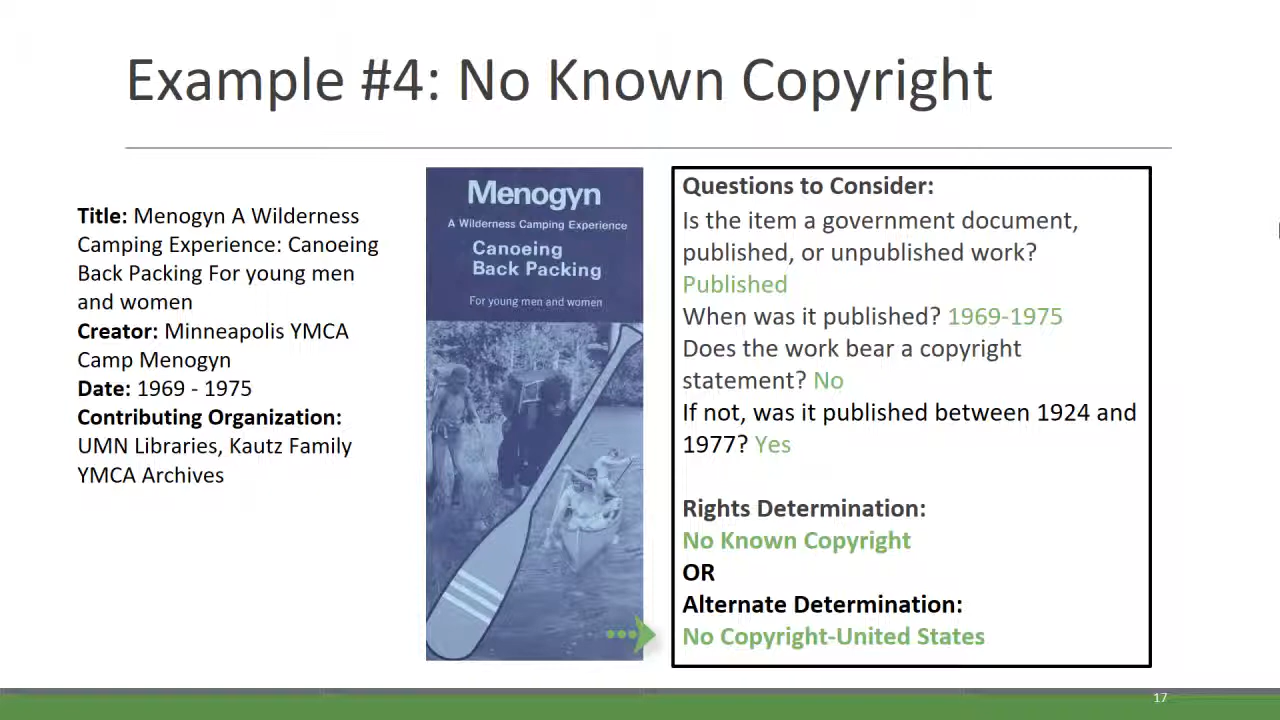 Example #4: No Known Copyright
Title: Menogyn A Wilderness
Camping Experience: Canoeing
Back Packing For young men
and women
Creator: Minneapolis YMCA
Camp Menogyn
Date: 1969 - 1975
Contributing Organization:
UMN Libraries, Kautz Family
YMCA Archives
Menogyn
A Wilderness Camping Experience
Canoeing
Back Packing
For young men and women
Questions to Consider:
Is the item a government document,
published, or unpublished work?
Published
When was it published? 1969-1975
Does the work bear a copyright
statement? No
If not, was it published between 1924 and
1977? Yes
Rights Determination:
No Known Copyright
OR
Alternate Determination:
No Copyright-United States
17